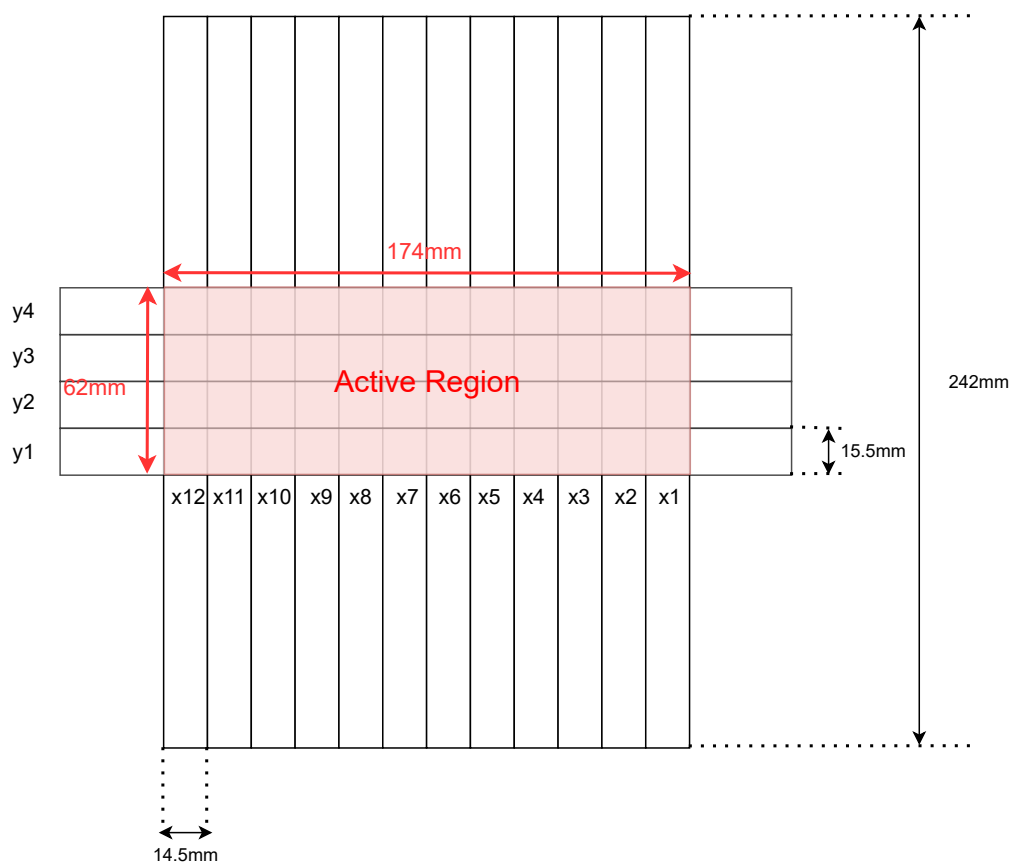 174mm
y4
y3
62mm
Active Region
242mm
y2
y1
15.5mm
x12 x11 x10 x9 x8 x7 x6 x5 x4 x3 x2 x1
14.5mm